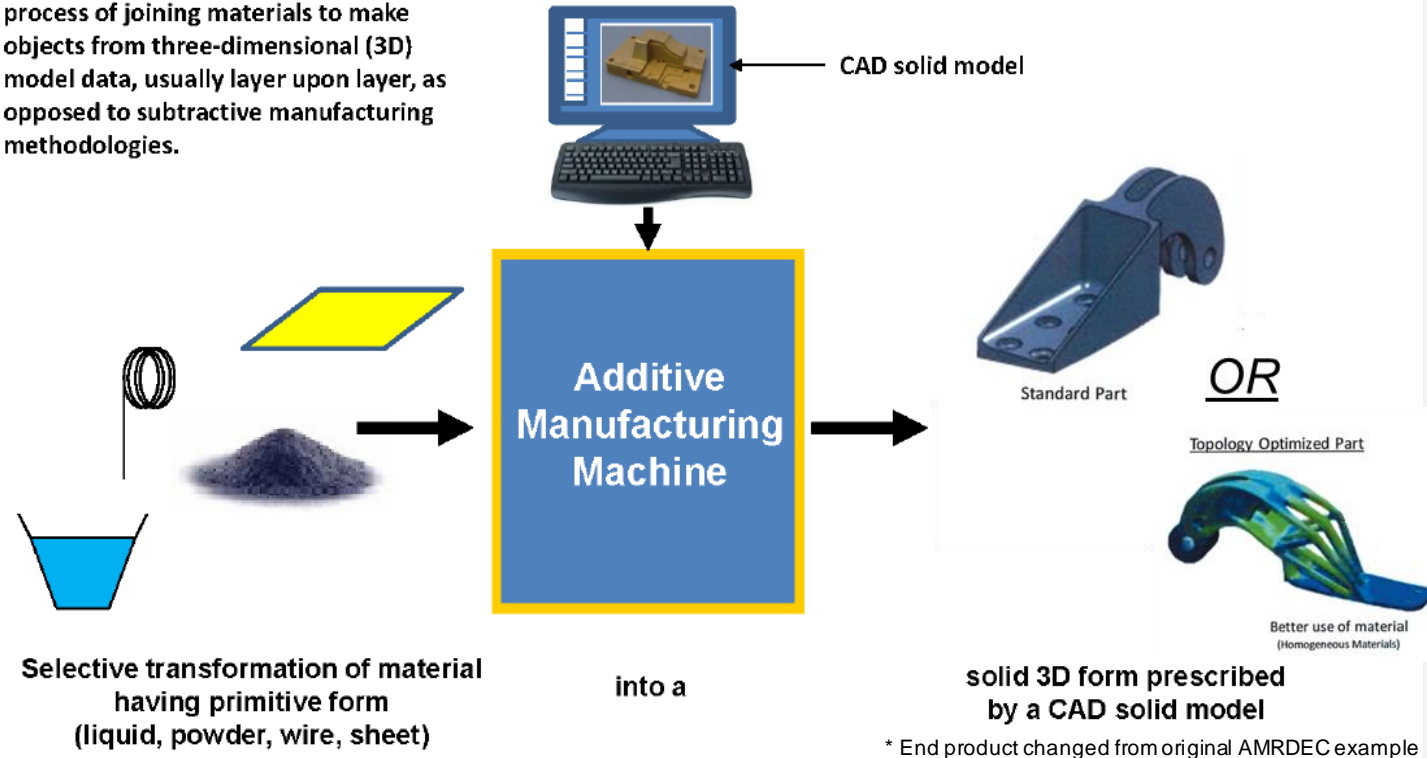 process of joining materials to make
objects from three-dimensional (3D)
model data, usually layer upon layer, as
opposed to subtractive manufacturing
methodologies.
CAD solid model
Additive
Manufacturing
Machine
Standard Part
OR
Topology Optimized Part
Better use of material
(Homogeneous Materials)
Selective transformation of material
having primitive form
(liquid, powder, wire, sheet)
into a
solid 3D form prescribed
by a CAD solid model
* End product changed from original AMRDEC example